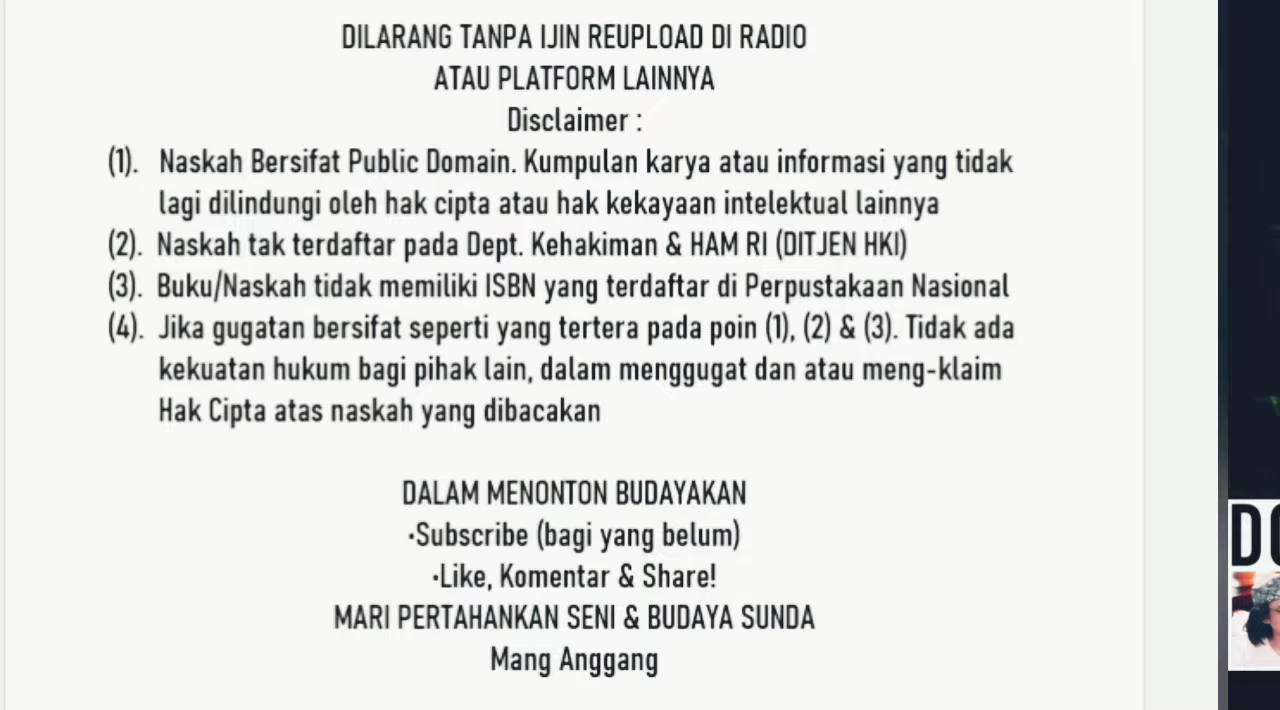 DILARANG TANPA IJIN REUPLOAD DI RADIO
ATAU PLATFORM LAINNYA
Disclaimer :
(1). Naskah Bersifat Public Domain. Kumpulan karya atau informasi yang tidak
lagi dilindungi oleh hak cipta atau hak kekayaan intelektual lainnya
(2). Naskah tak terdaftar pada Dept. Kehakiman & HAM RI (DITJEN HKI)
(3). Buku/Naskah tidak memiliki ISBN yang terdaftar di Perpustakaan Nasional
(4). Jika gugatan bersifat seperti yang tertera pada poin (1), (2) & (3). Tidak ada
kekuatan hukum bagi pihak lain, dalam menggugat dan atau meng-klaim
Hak Cipta atas naskah yang dibacakan
DALAM MENONTON BUDAYAKAN
•Subscribe (bagi yang belum)
•Like, Komentar & Share!
MARI PERTAHANKAN SENI & BUDAYA SUNDA
Mang Anggang